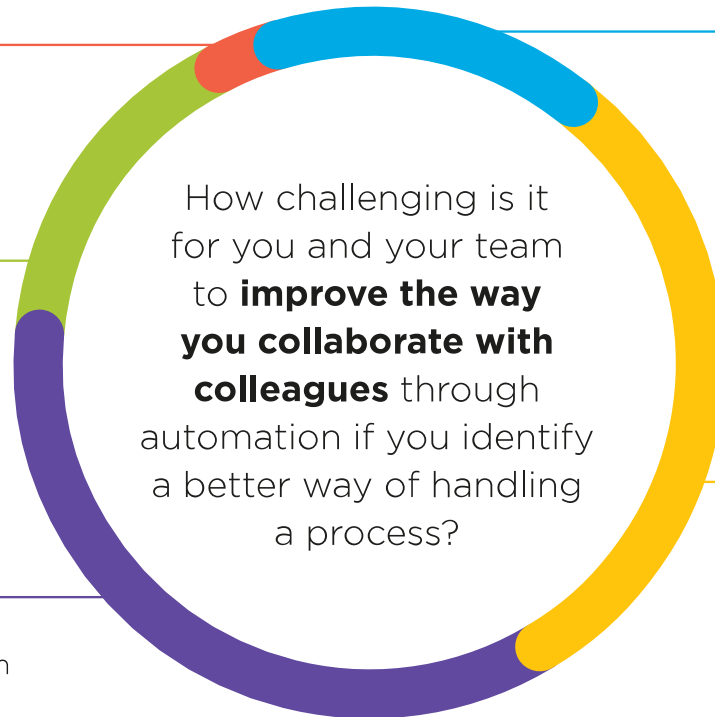 How challenging is it
for you and your team
to improve the way
you collaborate with
colleagues through
automation if you identify
a better way of handling
a process?